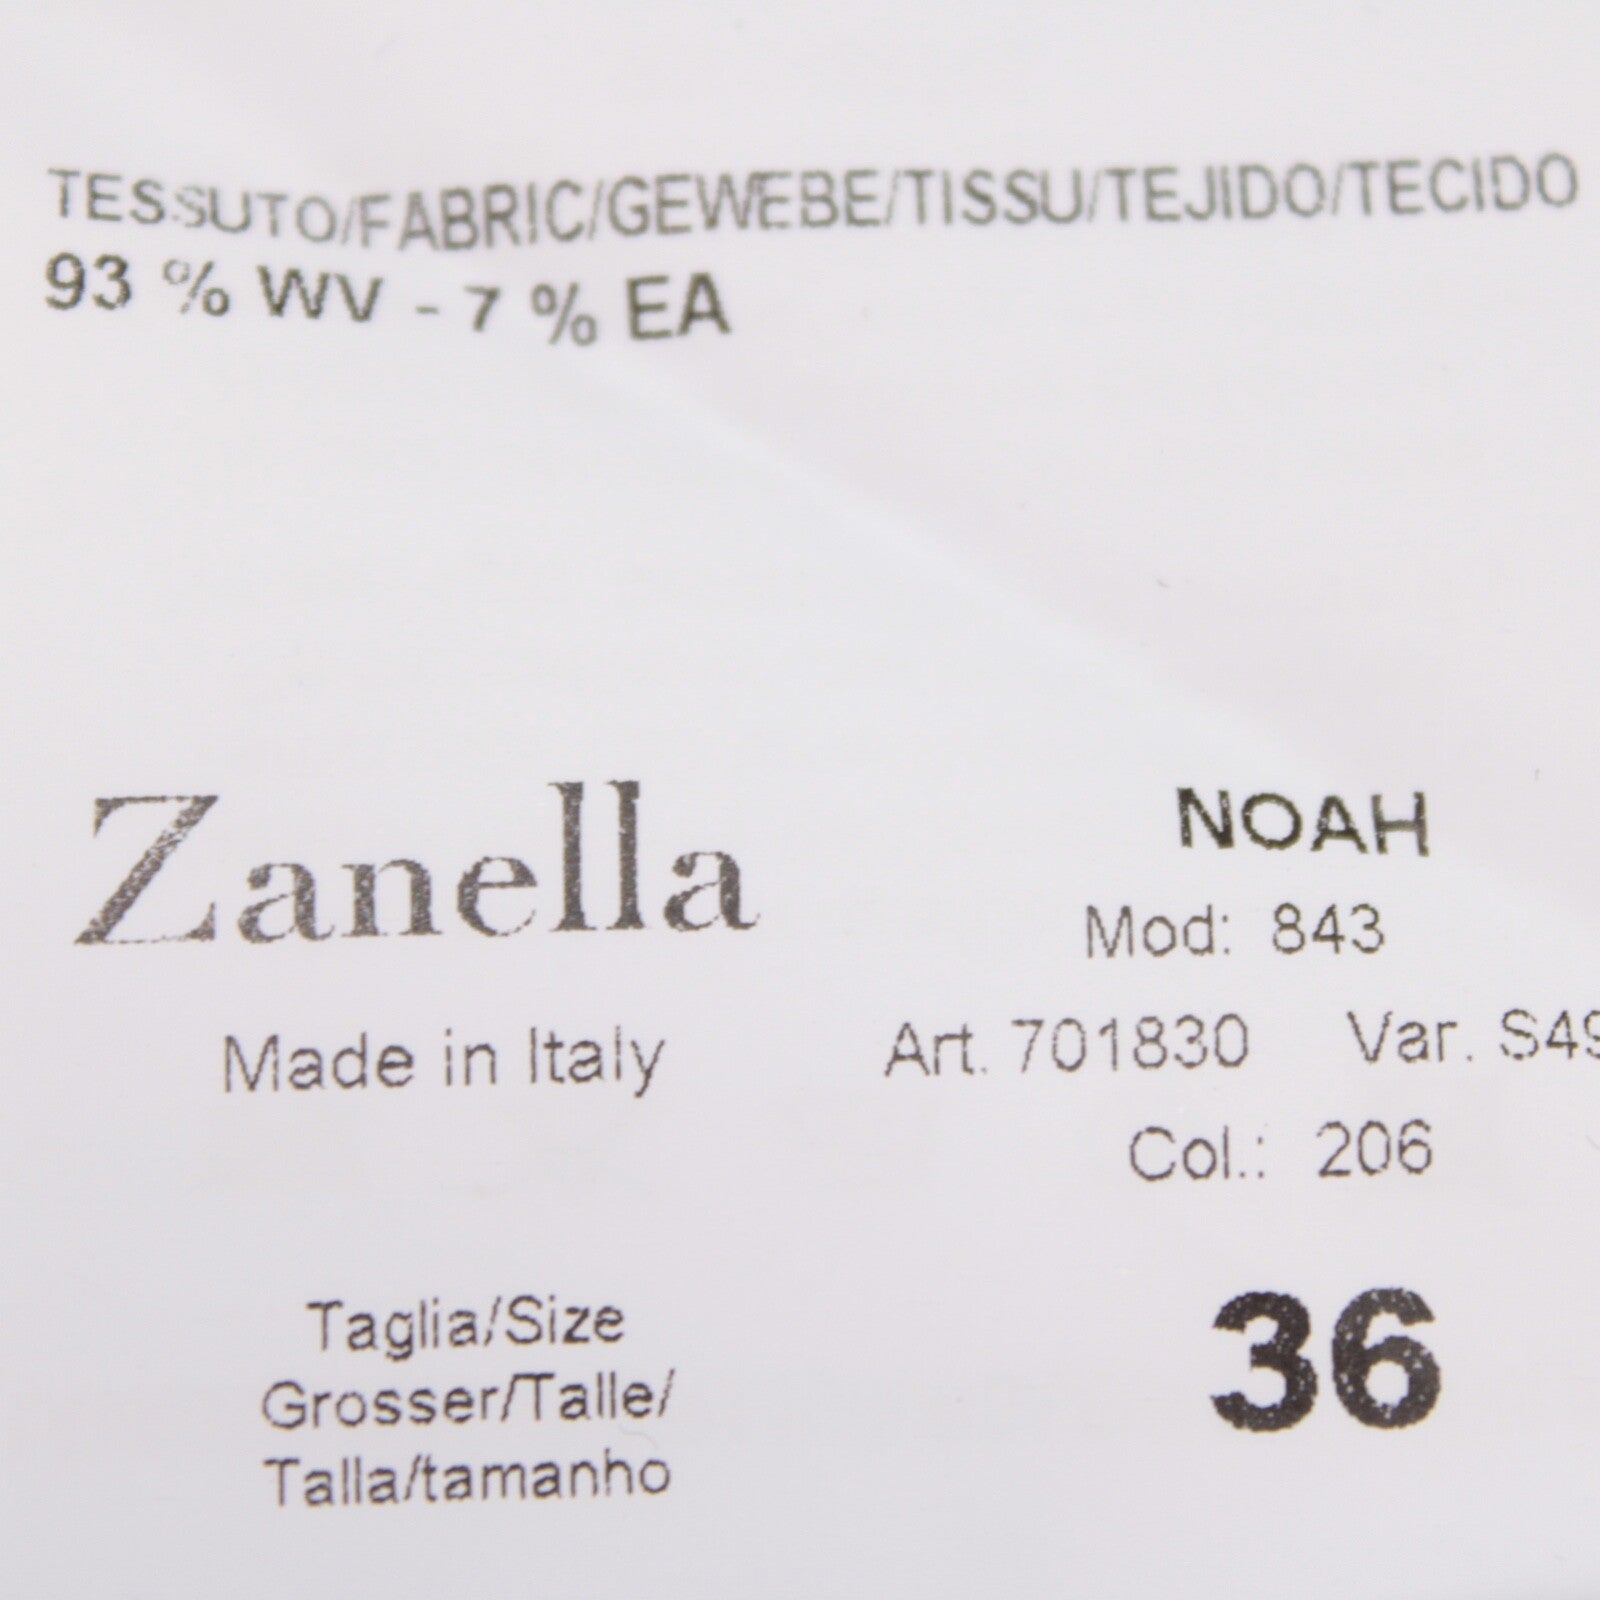 TESSUTO/FABRIC/GEWEBE/TISSU/TEJIDO/TECIDO
93 % WV - 7 % EA
Zanella
Made in Italy
NOAH
Mod: 843
Art. 701830 Var.
Col.: 206
Taglia/Size
Grosser/Talle/
Talla/tamanho
36